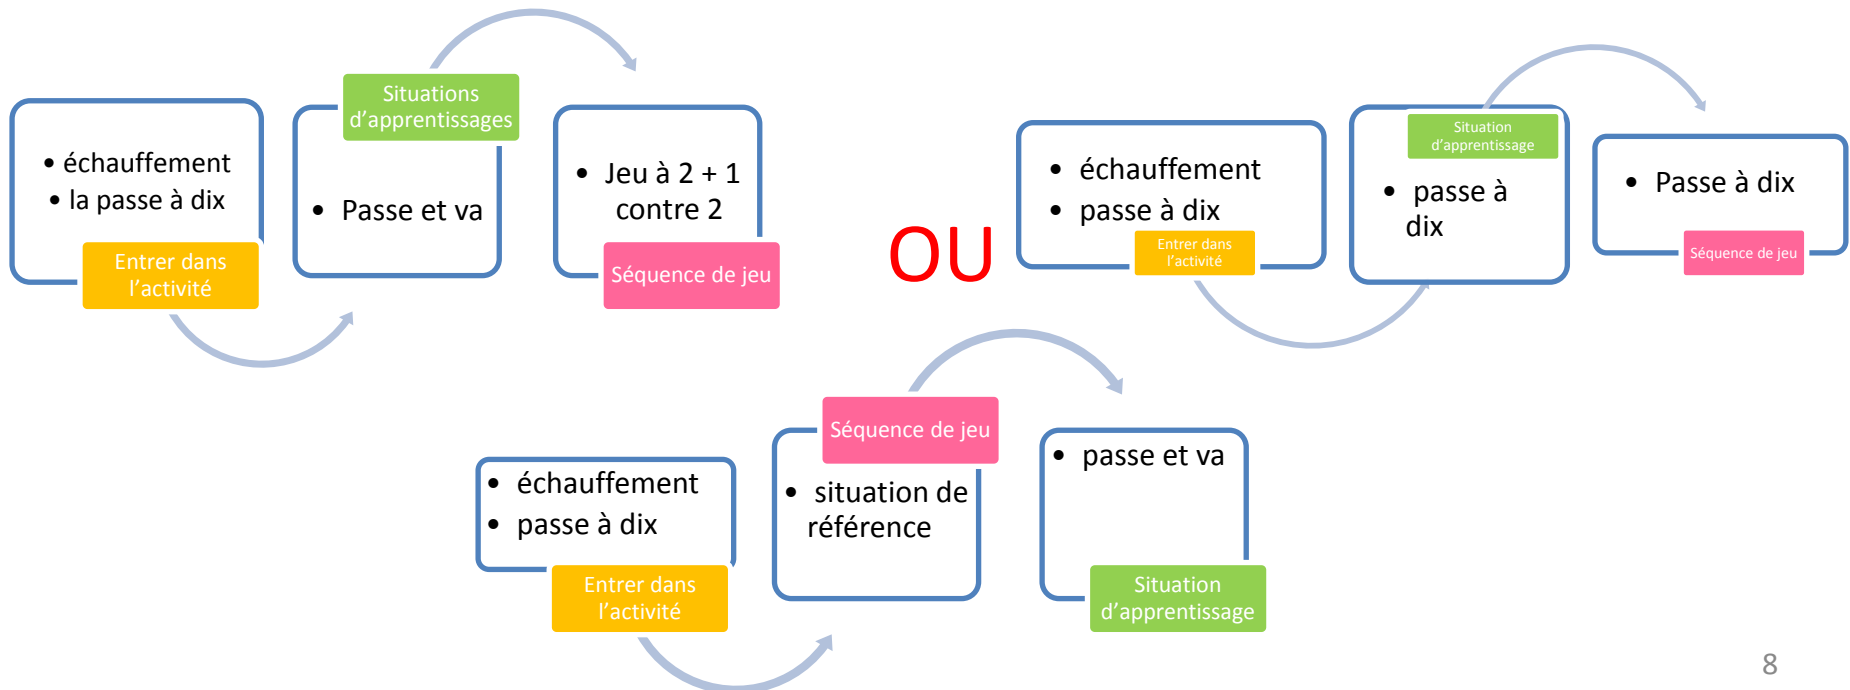 • échauffement
• la passe à dix
Entrer dans
l’activité
Situations
d’apprentissages
• Passe et va
• Jeu à 2 + 1
contre 2
Séquence de jeu
OU
• échauffement
• passe à dix
Entrer dans
l’activité
Situation
d’apprentissage
• passe à
dix
• Passe à dix
Séquence de jeu
• échauffement
• passe à dix
Entrer dans
l’activité
Séquence de jeu
• situation de
référence
• passe et va
Situation
d’apprentissage
8